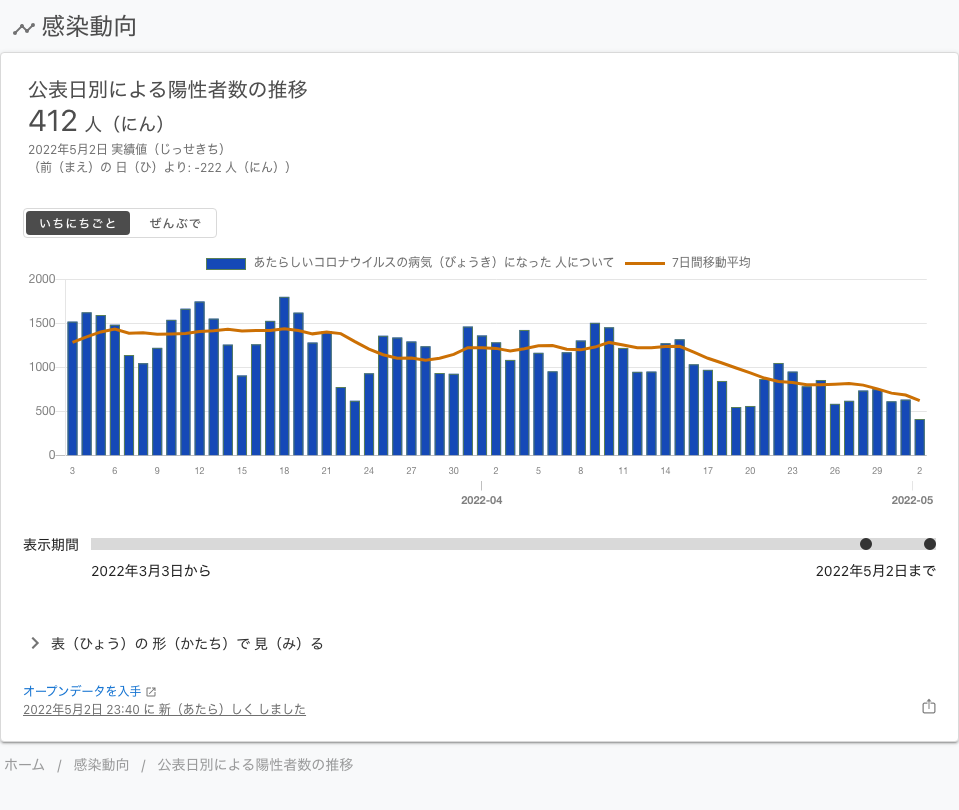 感染動向
公表日別による陽性者数の推移
412 人（にん）
2022年5月2日 実績値（じっせきち）
（前（まえ）の 日（ひ）より: -222 人（にん））
いちにちごと ぜんぶで
あたらしいコロナウイルスの病気（びょうき）になった 人について 7日間移動平均
2000
1500
1000
500
0
3 6 9 12 15 18 21 24 27 30 2 5 8 11 14 17 20 23 26 29 2
2022-04 2022-05
表示期間
2022年3月3日から 2022年5月2日まで
表（ひょう）の 形（かたち）で 見（み）る
オープンデータを入手
2022年5月2日 23:40 に 新（あたら）しく しました
ホーム / 感染動向 / 公表日別による陽性者数の推移